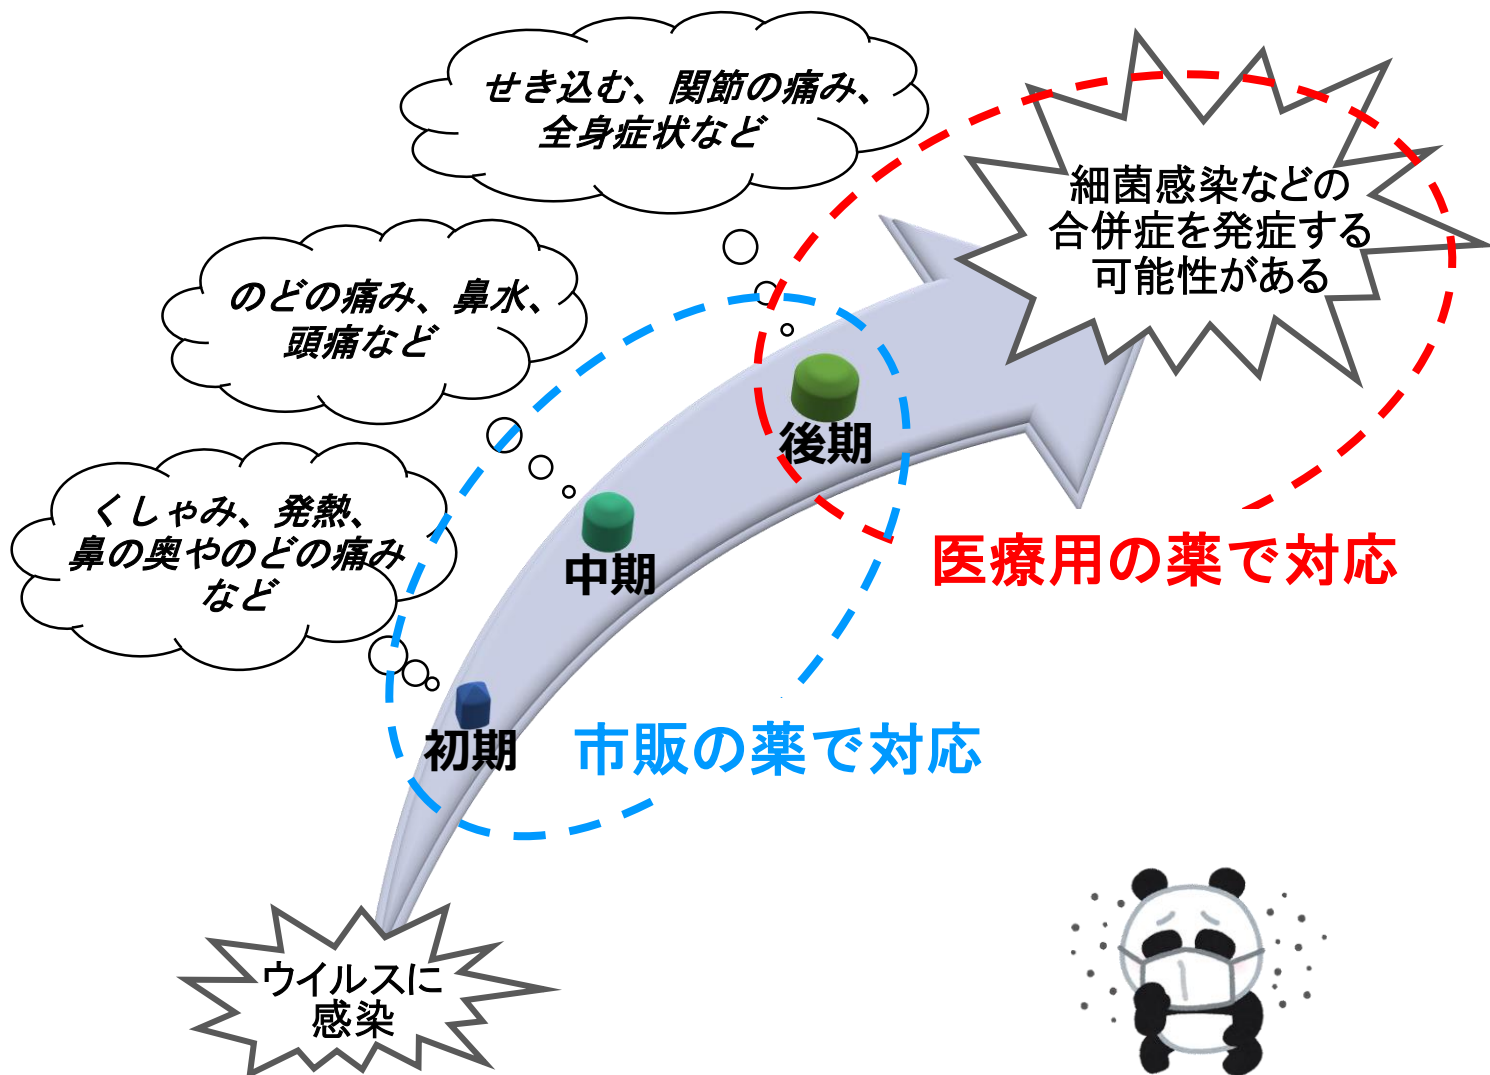 せき込む、関節の痛み、
全身症状など
細菌感染などの
合併症を発症する
可能性がある
のどの痛み、鼻水、
頭痛など
後期
くしゃみ、発熱、
鼻の奥やのどの痛み
など
中期
医療用の薬で対応
初期
市販の薬で対応
ウイルスに
感染